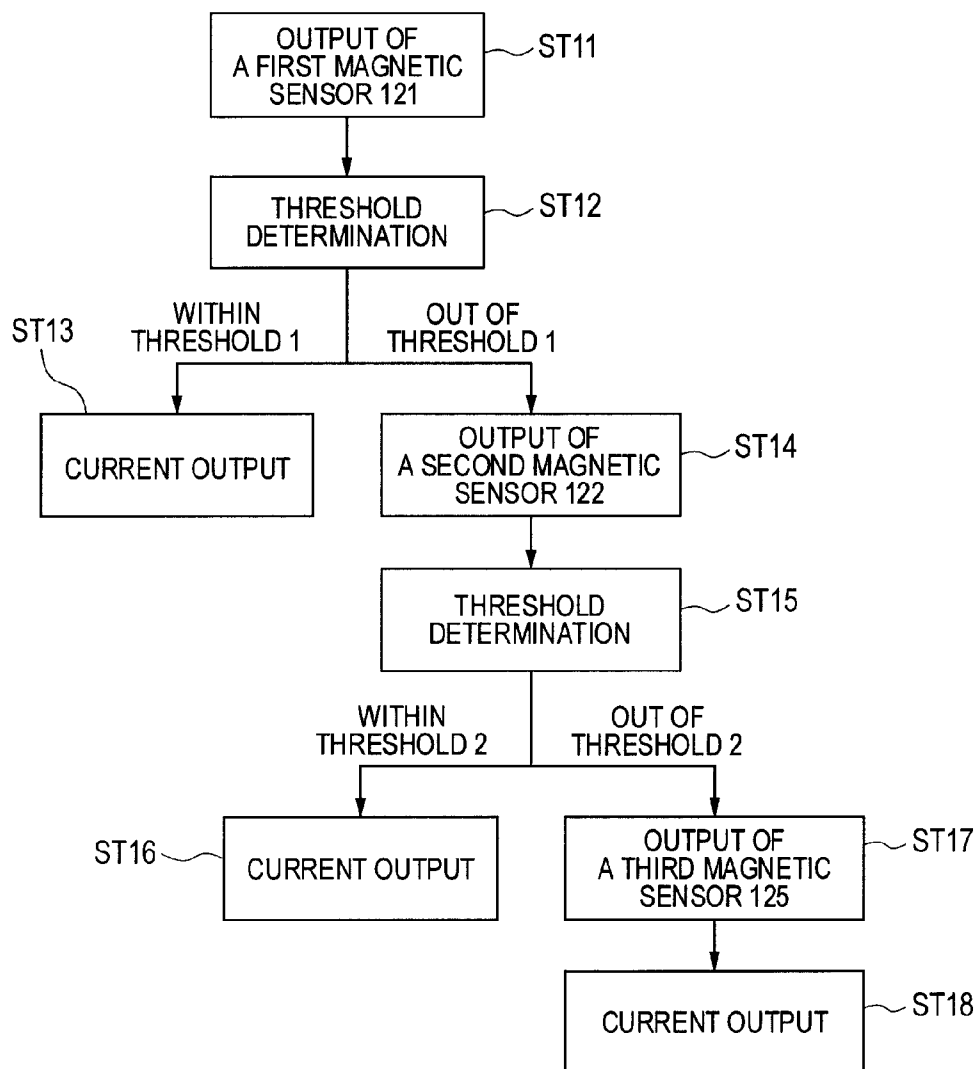 OUTPUT OF
A FIRST MAGNETIC
SENSOR 121
ST11
THRESHOLD
DETERMINATION
ST12
WITHIN
THRESHOLD 1
OUT OF
THRESHOLD 1
ST13
CURRENT OUTPUT
OUTPUT OF
A SECOND MAGNETIC
SENSOR 122
ST14
THRESHOLD
DETERMINATION
ST15
WITHIN
THRESHOLD 2
OUT OF
THRESHOLD 2
ST16
CURRENT OUTPUT
OUTPUT OF
A THIRD MAGNETIC
SENSOR 125
ST17
CURRENT OUTPUT
ST18